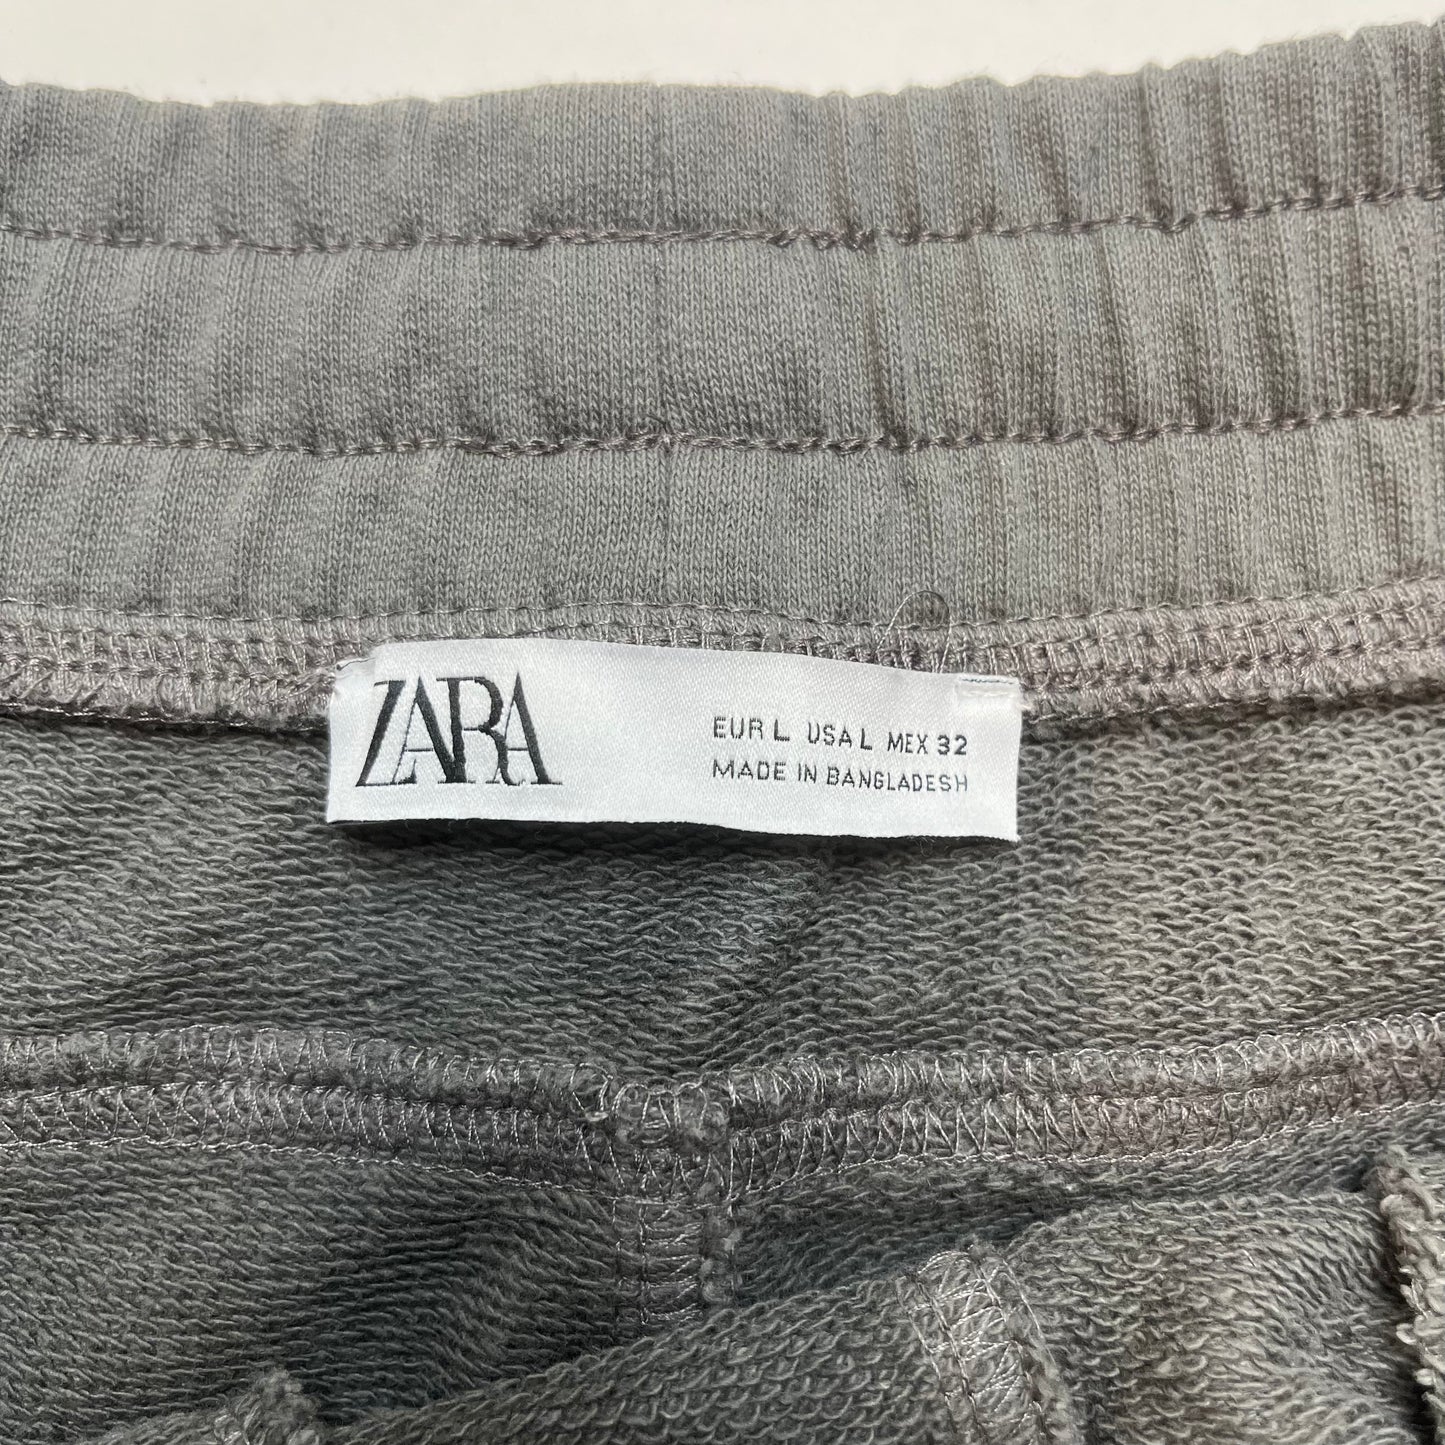 ZARA
EUR L USA L MEX 32
MADE IN BANGLADESH